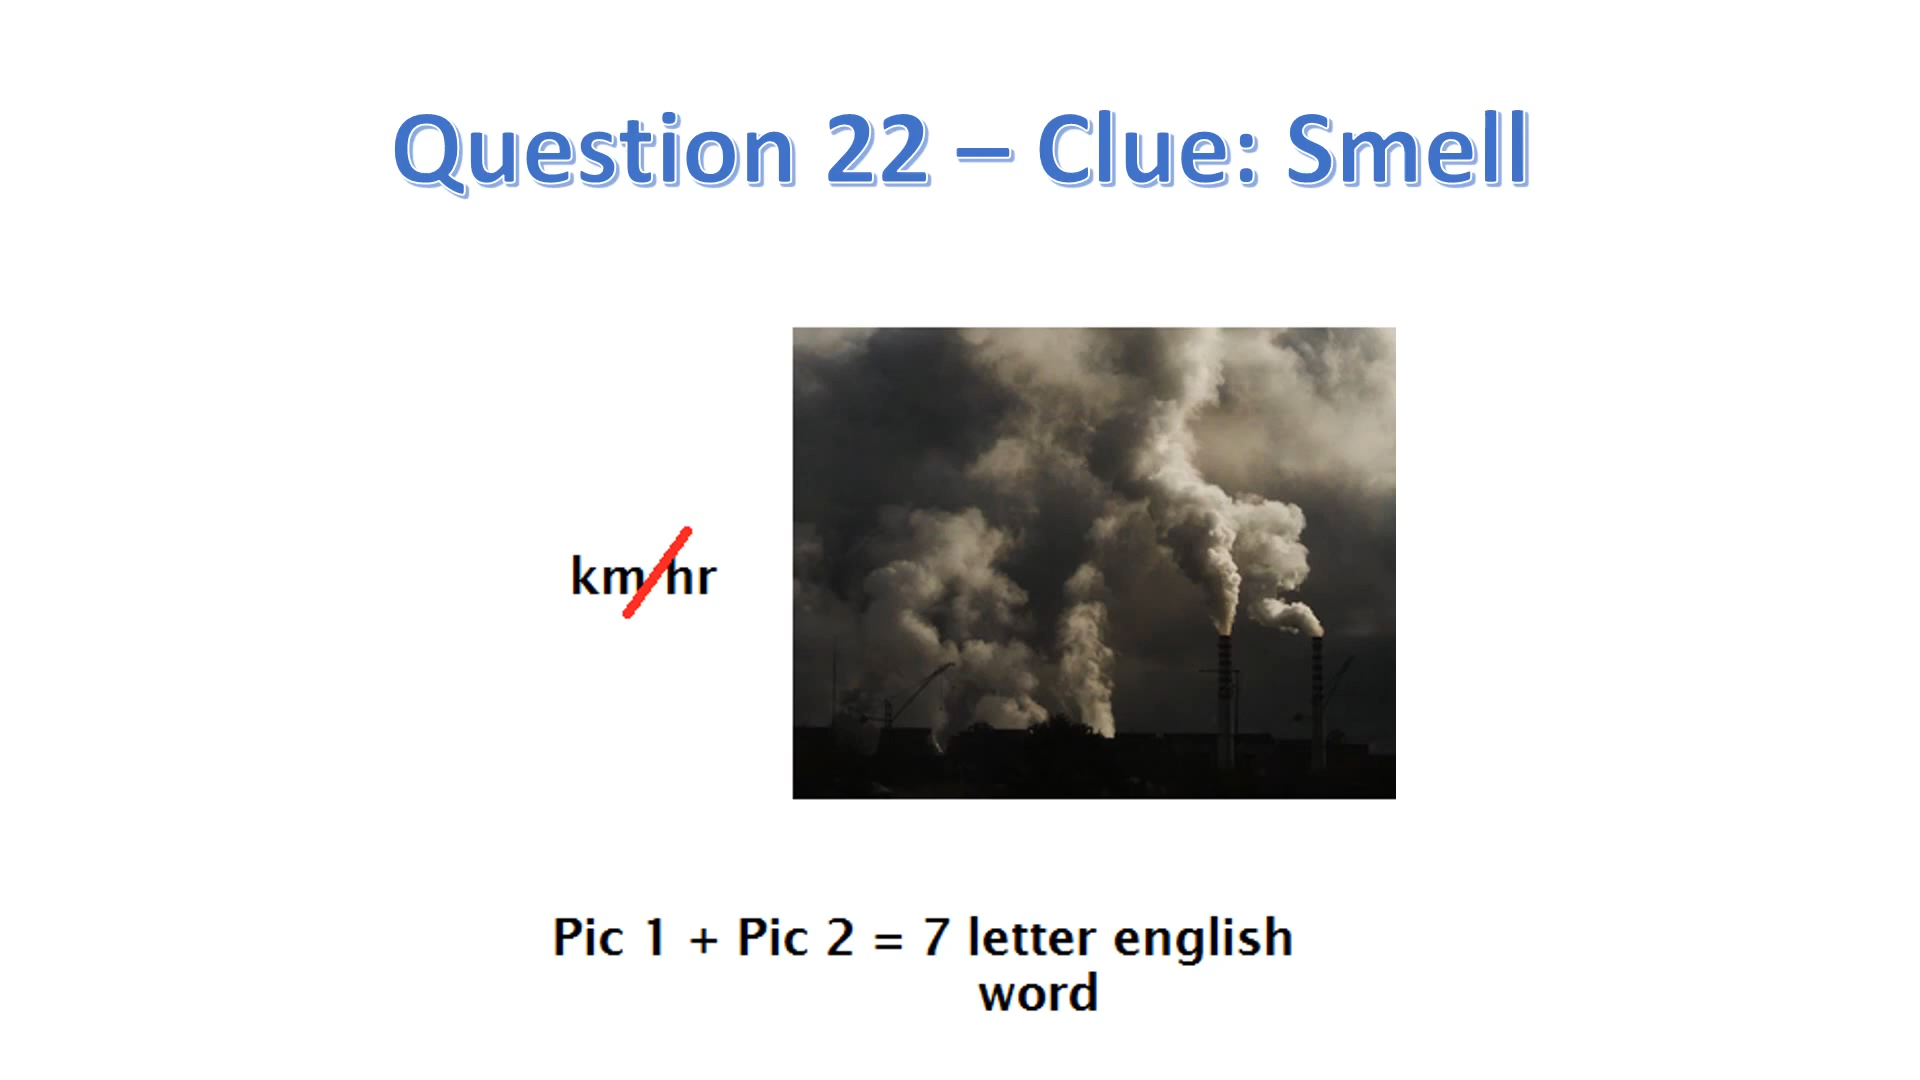 Question 22 – Clue: Smell
km/hr
Pic 1 + Pic 2 = 7 letter english
word